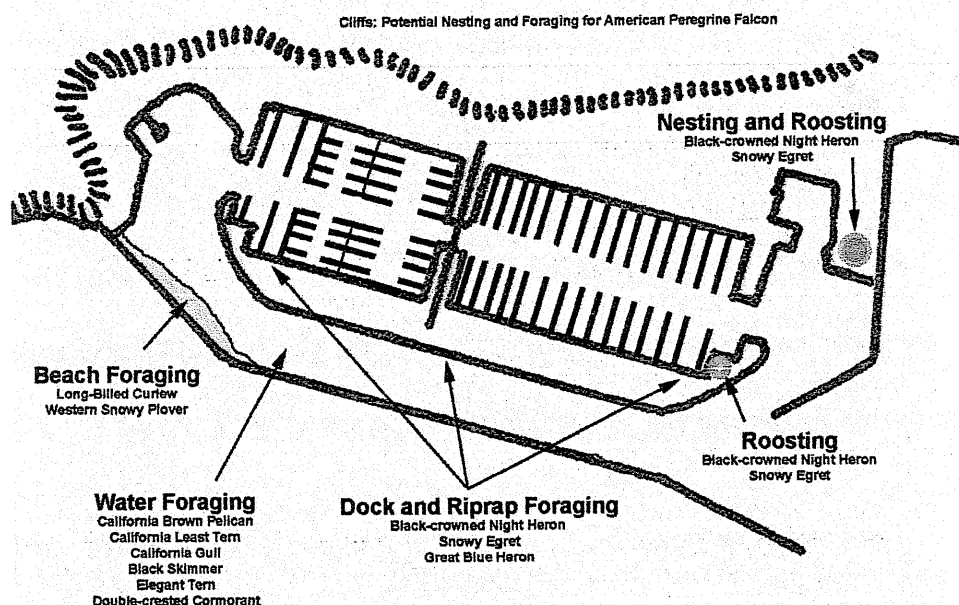 Cliffs: Potential Nesting and Foraging for American Peregrine Falcon
Nesting and Roosting
Black-crowned Night Heron
Snowy Egret
Beach Foraging
Long-Billed Curlew
Western Snowy Plover
Roosting
Black-crowned Night Heron
Snowy Egret
Water Foraging
California Brown Pelican
California Least Tern
California Gull
Black Skimmer
Elegant Tern
Double-crested Cormorant
Dock and Riprap Foraging
Black-crowned Night Heron
Snowy Egret
Great Blue Heron